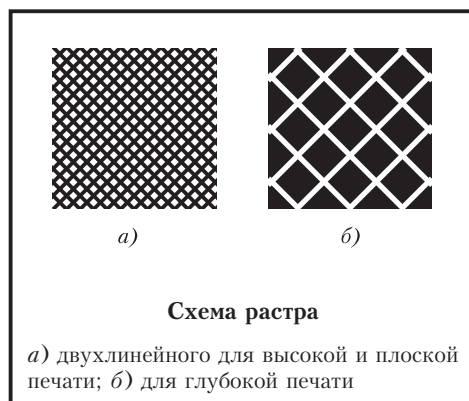 а)
б)
Схема растра
а) двухлинейного для высокой и плоской
печати; б) для глубокой печати